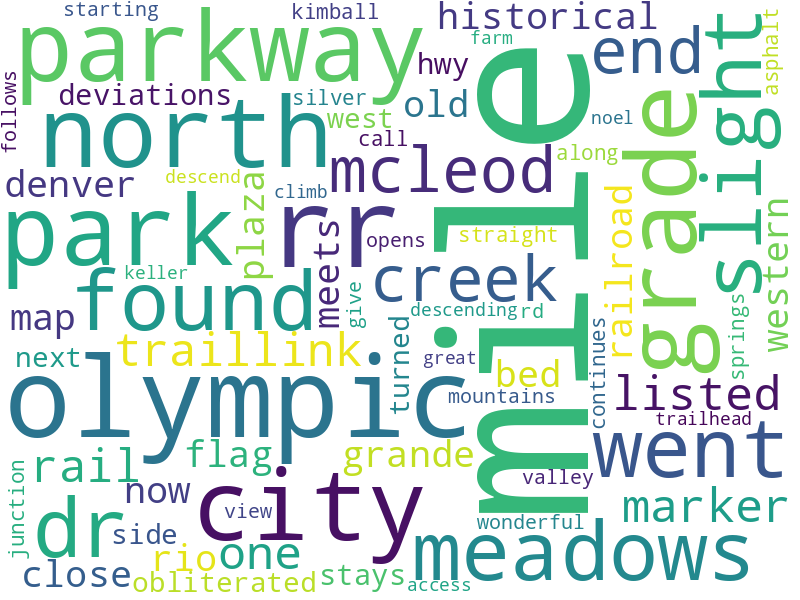 starting
kimball
historical
parkway
farm
end
slight
asphalt
hwy
follows
deviations
silver
old
mile
grade
north
west
noel
call
along
mcleod
denver
descend
climb
plaza
park
rr
railroad
western
meets
opens
straight
keller
found
creek
give
map
descending
rd
springs
traillink
turned
continues
next
great
bed
olympic
mountains
listed
trailhead
went
flag
grande
rail
city
valley
junction
now
view
marker
dr
side
one
wonderful
meadows
rio
close
obliterated
stays
access